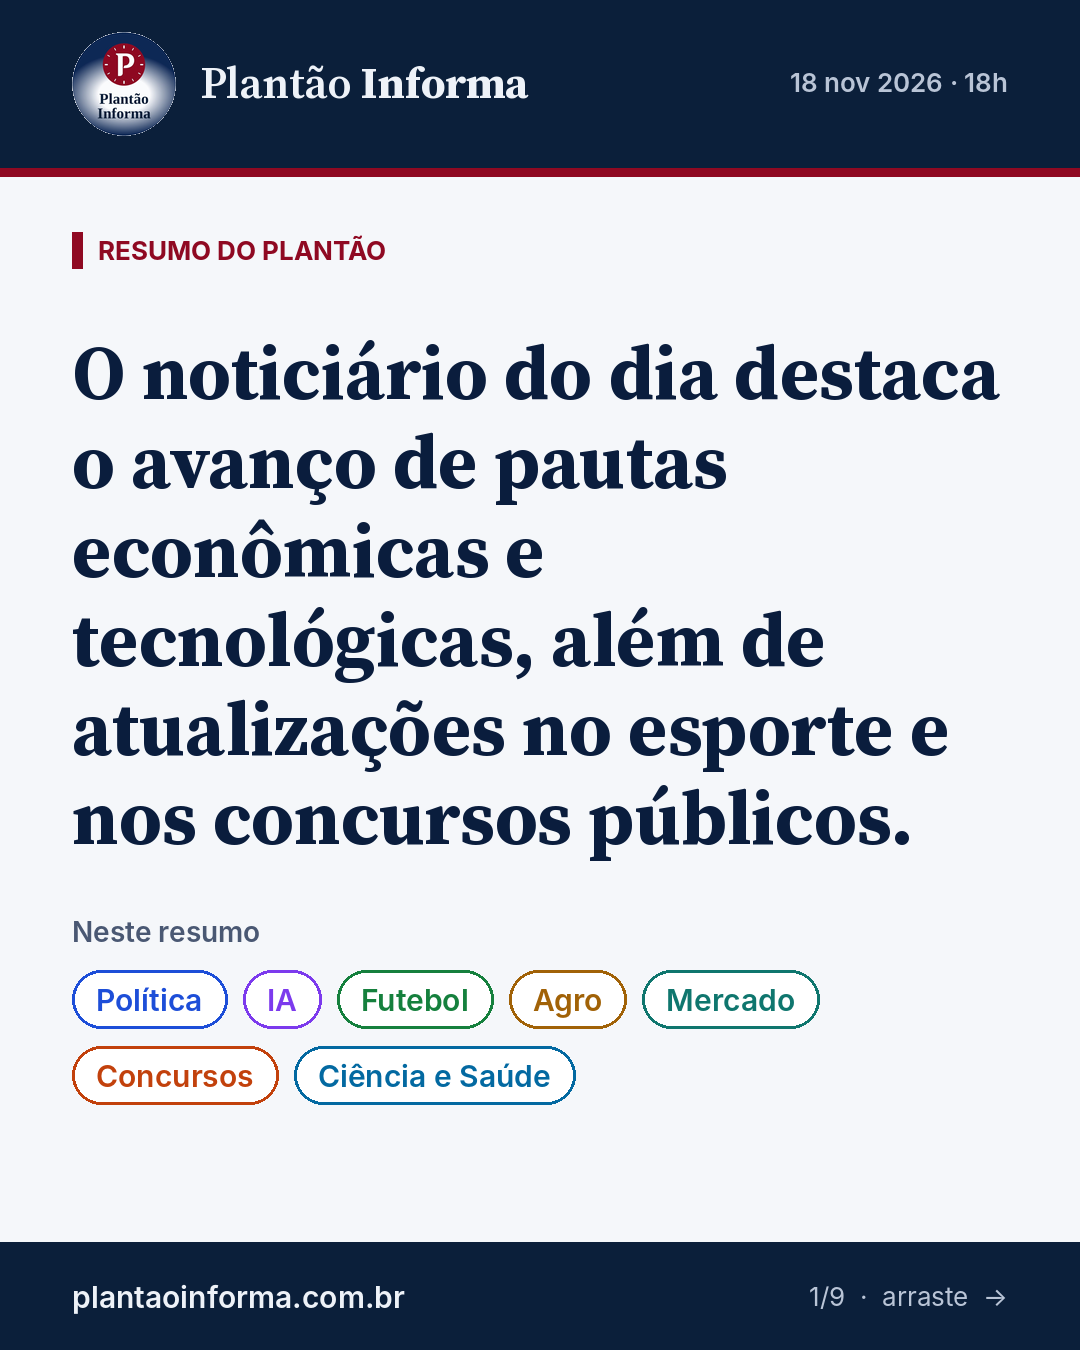 P
Plantão
Informa
Plantão Informa
18 nov 2026 · 18h
RESUMO DO PLANTÃO
O noticiário do dia destaca
o avanço de pautas
econômicas e
tecnológicas, além de
atualizações no esporte e
nos concursos públicos.
Neste resumo
Política
IA
Futebol
Agro
Mercado
Concursos
Ciência e Saúde
plantaoinforma.com.br
1/9 · arraste →